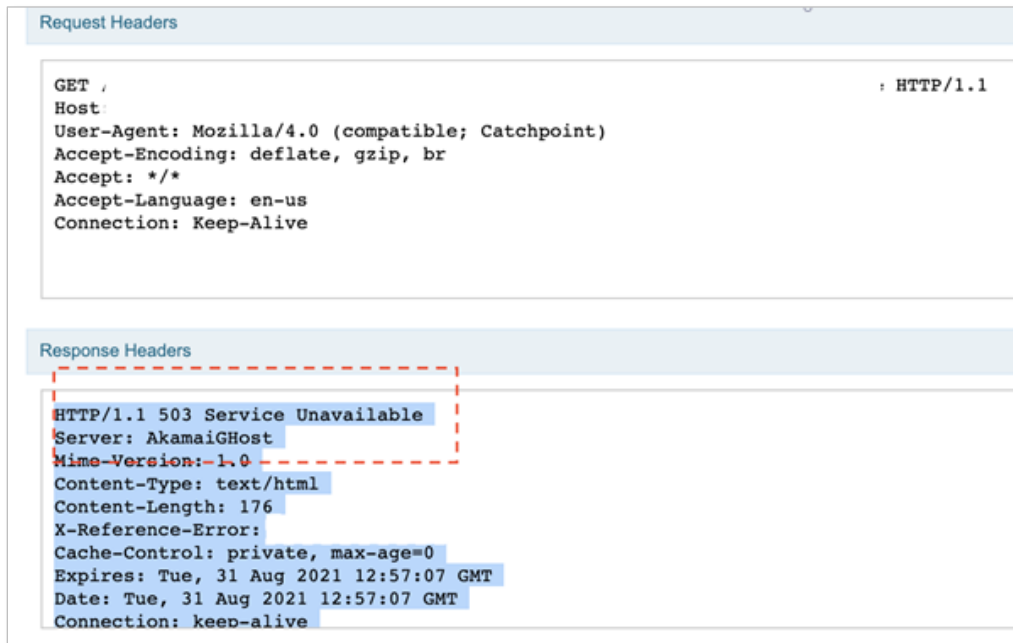 Request Headers
GET HTTP/1.1
Host
User-Agent: Mozilla/4.0 (compatible; Catchpoint)
Accept-Encoding: deflate, gzip, br
Accept: */*
Accept-Language: en-us
Connection: Keep-Alive
Response Headers
HTTP/1.1 503 Service Unavailable
Server: AkamaiGHost
Mime-Version: 1.0
Content-Type: text/html
Content-Length: 176
X-Reference-Error:
Cache-Control: private, max-age=0
Expires: Tue, 31 Aug 2021 12:57:07 GMT
Date: Tue, 31 Aug 2021 12:57:07 GMT
Connection: keep-alive